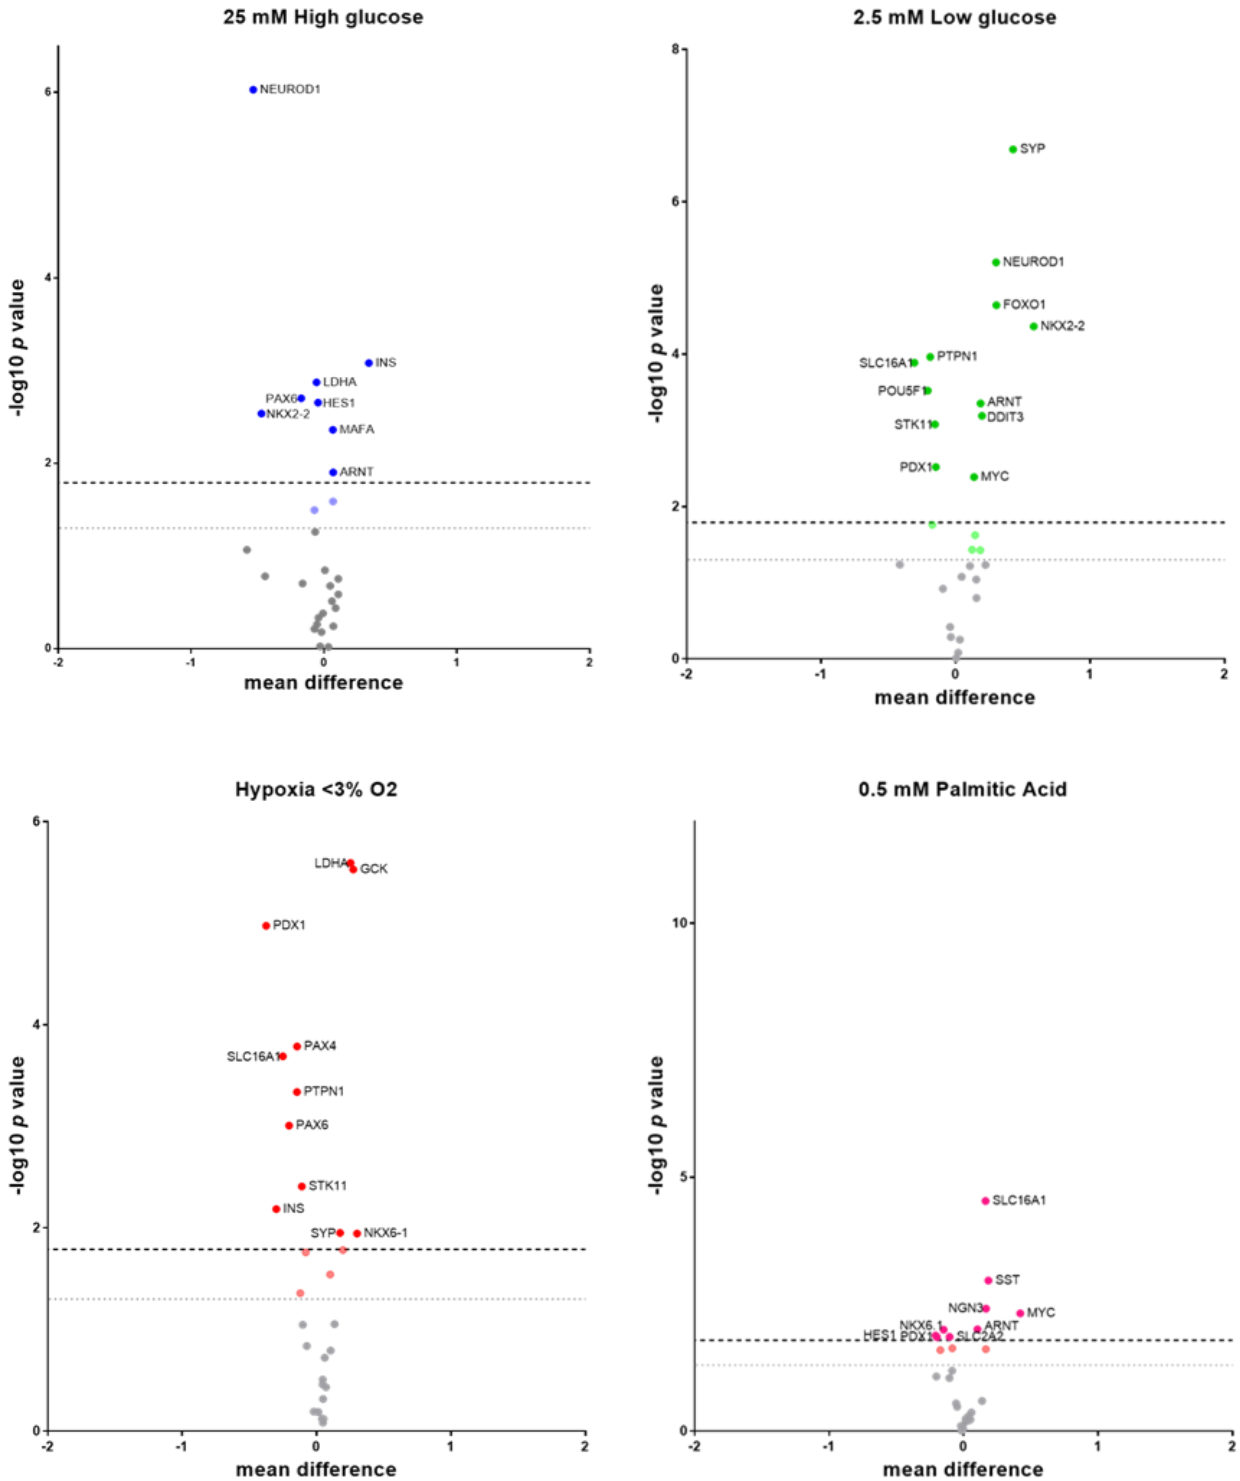 25 mM High glucose
2.5 mM Low glucose
-log10 p value
6
4
2
0
NEUROD1
INS
LDHA
PAX6
HES1
NKX2-2
MAFA
ARNT
-2
-1
0
1
2
mean difference
-log10 p value
8
6
4
2
0
SYP
NEUROD1
FOXO1
NKX2-2
PTPN1
SLC16A1
POU5F1
ARNT
DDIT3
STK11
PDX1
MYC
-2
-1
0
1
2
mean difference
Hypoxia <3% O2
0.5 mM Palmitic Acid
-log10 p value
6
4
2
0
LDHA
GCK
PDX1
PAX4
SLC16A1
PTPN1
PAX6
STK11
INS
SYP
NKX6-1
-2
-1
0
1
2
mean difference
-log10 p value
10
5
0
SLC16A1
SST
NGN3
MYC
NKX6.1
ARNT
HES1
PDX1
SLC2A2
-2
-1
0
1
2
mean difference